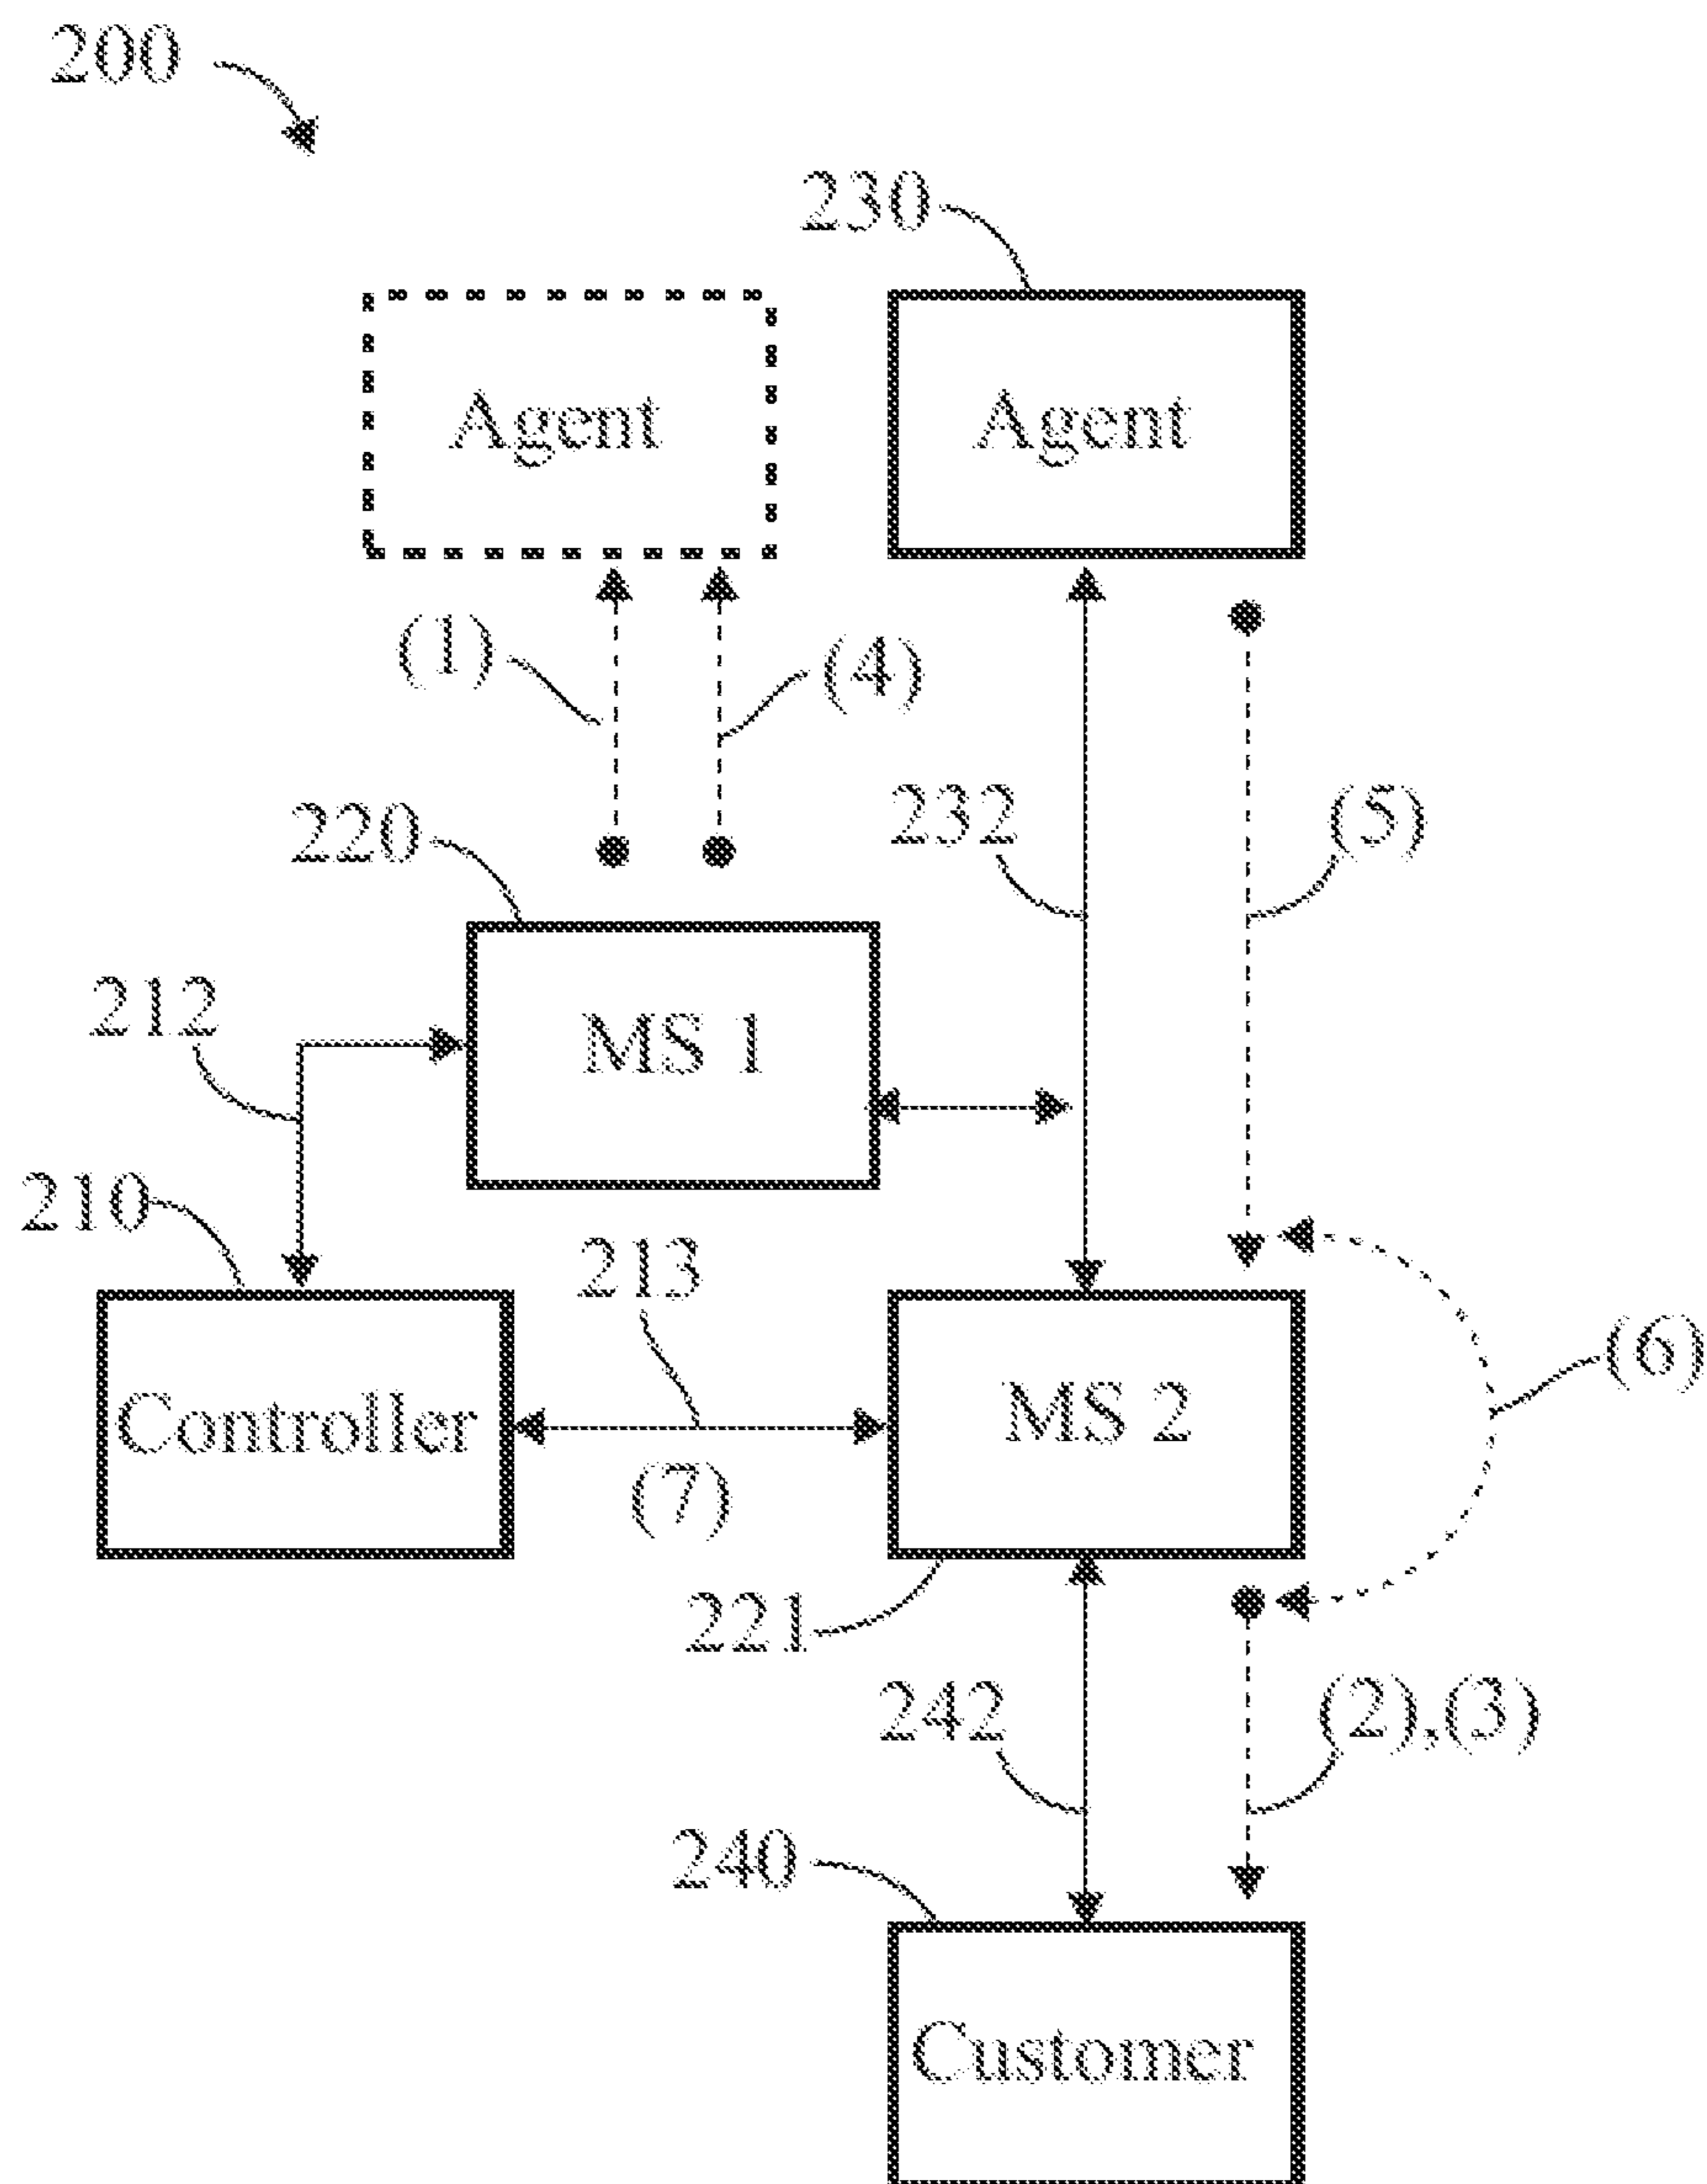 200
230
Agent
Agent
(1)
(4)
220
232
(5)
212
MS 1
210
213
(6)
Controller
MS 2
(7)
221
242
(2),(3)
240
Customer